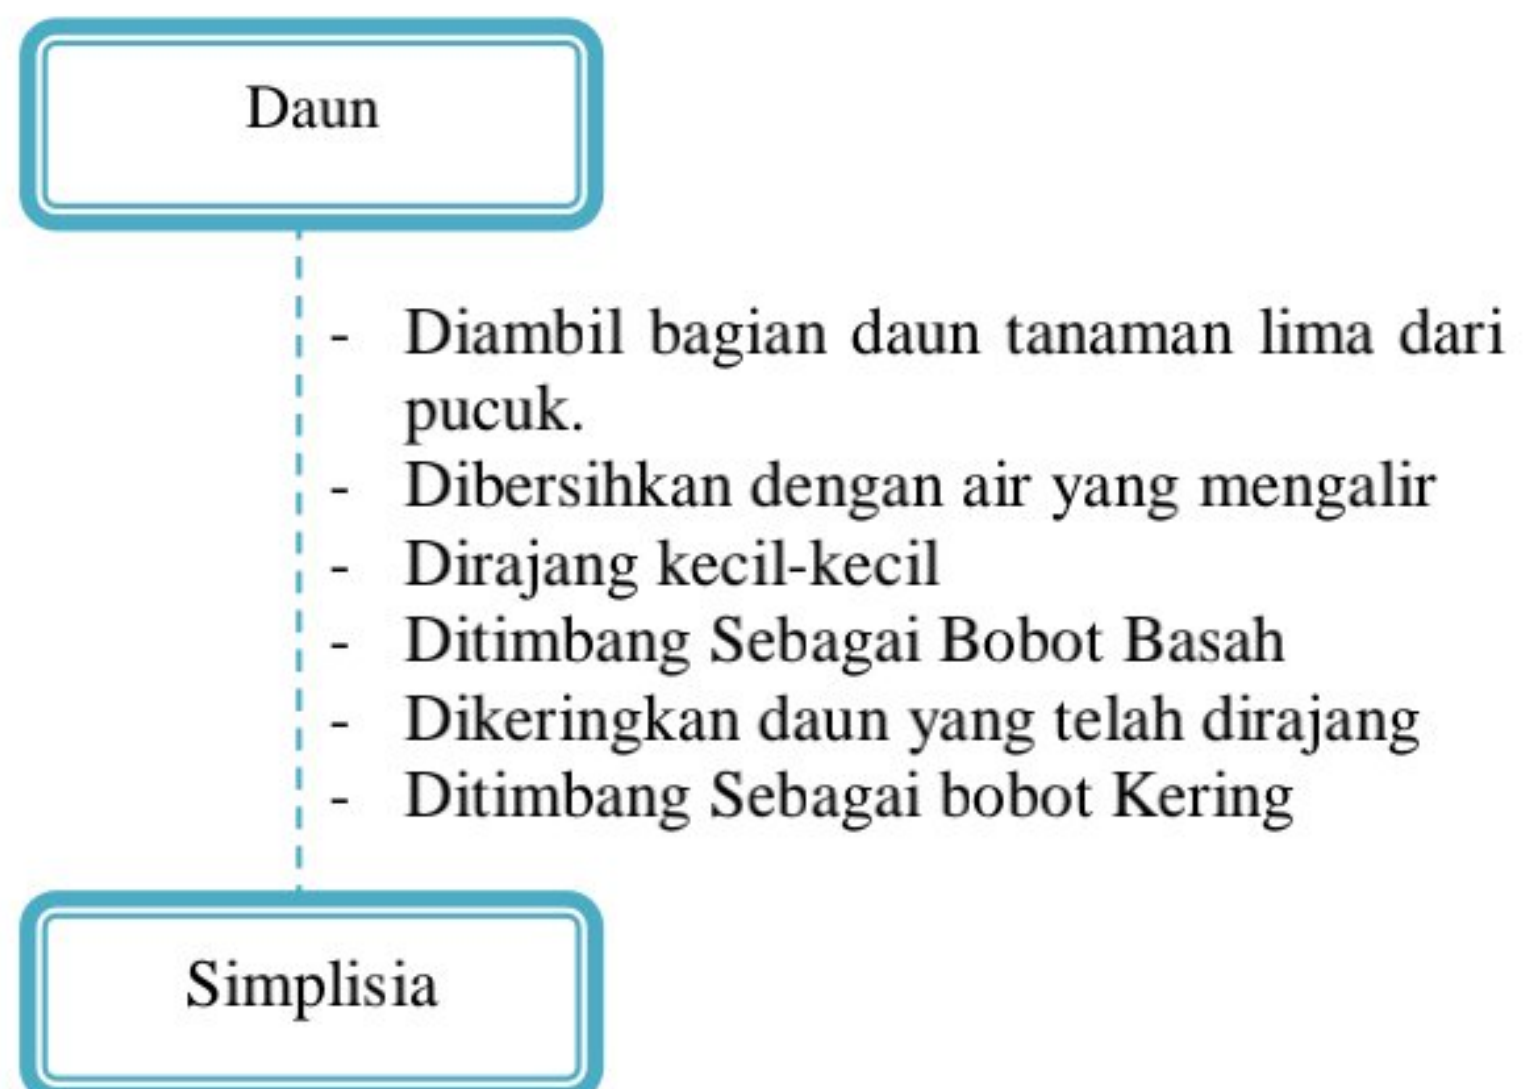 Daun
- Diambil bagian daun tanaman lima dari
pucuk.
- Dibersihkan dengan air yang mengalir
- Dirajang kecil-kecil
- Ditimbang Sebagai Bobot Basah
- Dikeringkan daun yang telah dirajang
- Ditimbang Sebagai bobot Kering
Simplisia